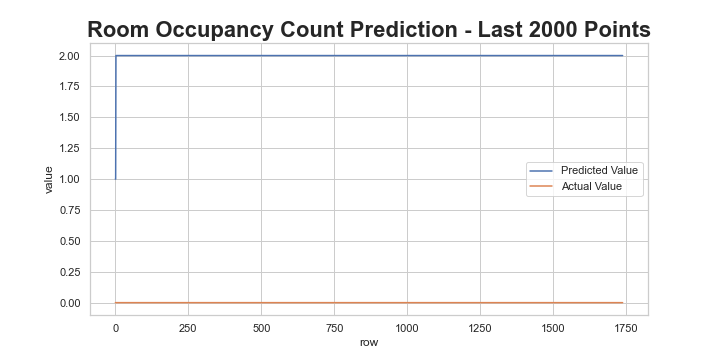 Room Occupancy Count Prediction - Last 2000 Points
2.00
1.75
1.50
1.25
1.00
0.75
0.50
0.25
0.00
value
Predicted Value
Actual Value
0 250 500 750 1000 1250 1500 1750
row